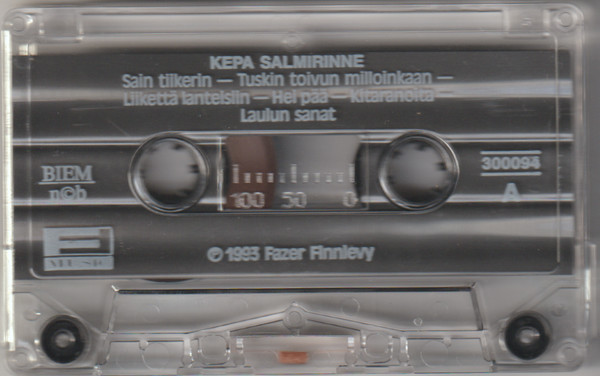 KEPA SALMIRINNE
Sain tilkerin — Tuskin toivun milloinkaan —
Liikettä lanteisiin — Hei pää — Kitaranoita —
Laulun sanat
BIEM
n©b
300094
A
100 50 0
F
MUSIC
℗ 1993 Fazer Finnlevy